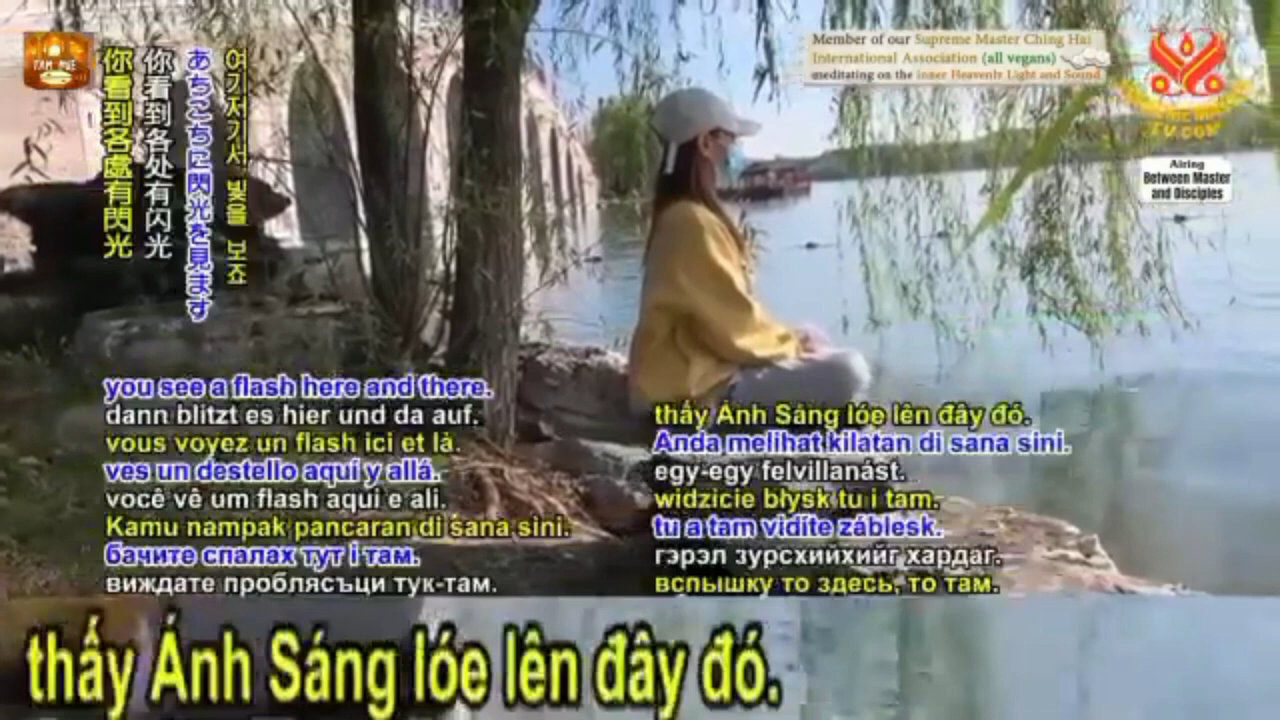 TÂM HUÊ
你看到各處有閃光
你看到各处有闪光
あちこちに閃光を見ます
여기저기서 빛을 보죠
Member of our Supreme Master Ching Hai
International Association (all vegans)
meditating on the inner Heavenly Light and Sound
TV.COM
Airing
Between Master
and Disciples
you see a flash here and there.
dann blitzt es hier und da auf.
vous voyez un flash ici et là.
ves un destello aquí y allá.
você vê um flash aqui e ali.
Kamu nampak pancaran di sana sini.
бачите спалах тут і там.
виждате проблясъци тук-там.
thấy Ánh Sáng lóe lên đây đó.
Anda melihat kilatan di sana sini.
egy-egy felvillanást.
widzicie błysk tu i tam.
tu a tam vidíte záblesk.
гэрэл зурсхийхийг хардаг.
вспышку то здесь, то там.
thấy Ánh Sáng lóe lên đây đó.